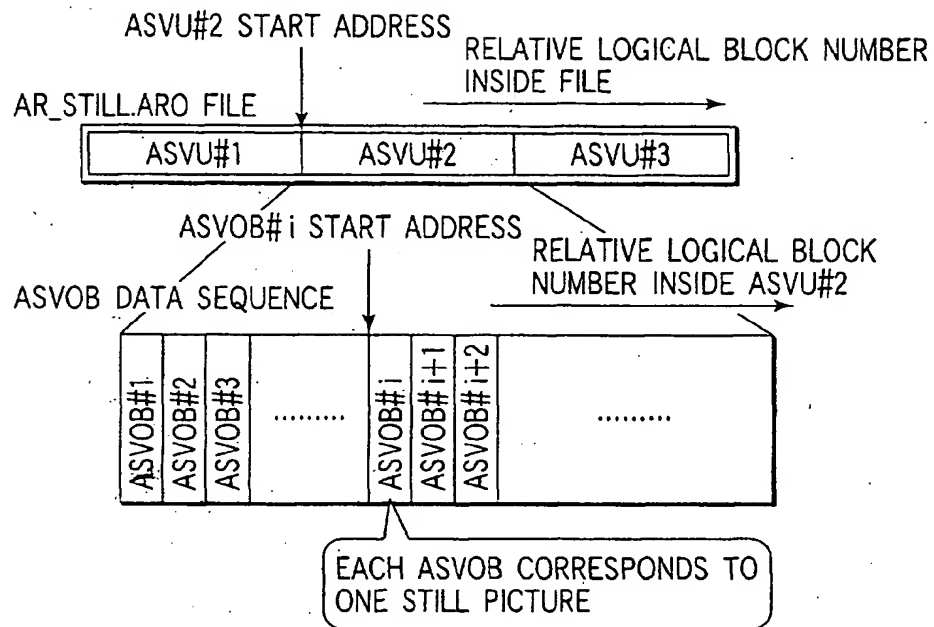 ASVU#2 START ADDRESS
RELATIVE LOGICAL BLOCK NUMBER
INSIDE FILE
AR_STILL.ARO FILE
ASVU#1
ASVU#2
ASVU#3
ASVOB#i START ADDRESS
RELATIVE LOGICAL BLOCK
NUMBER INSIDE ASVU#2
ASVOB DATA SEQUENCE
ASVOB#1
ASVOB#2
ASVOB#3
.........
ASVOB#i
ASVOB#i+1
ASVOB#i+2
.........
EACH ASVOB CORRESPONDS TO
ONE STILL PICTURE